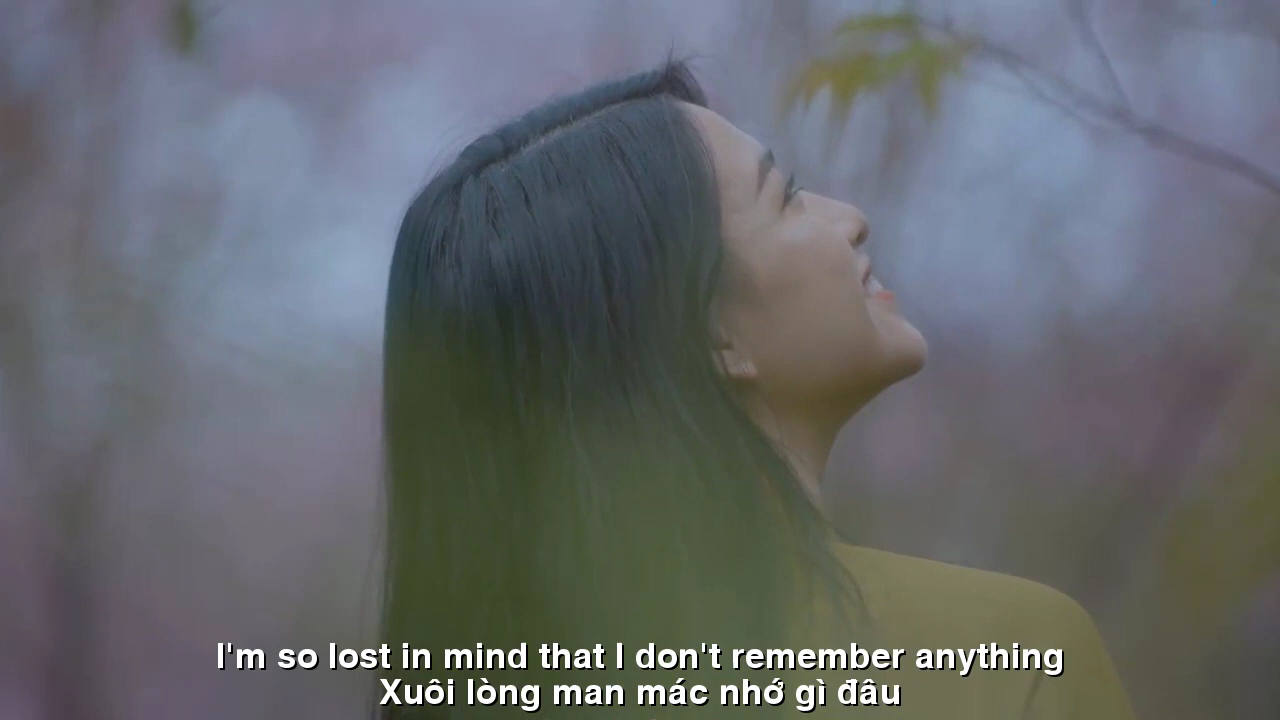 I'm so lost in mind that I don't remember anything
Xuôi lòng man mác nhớ gì đâu